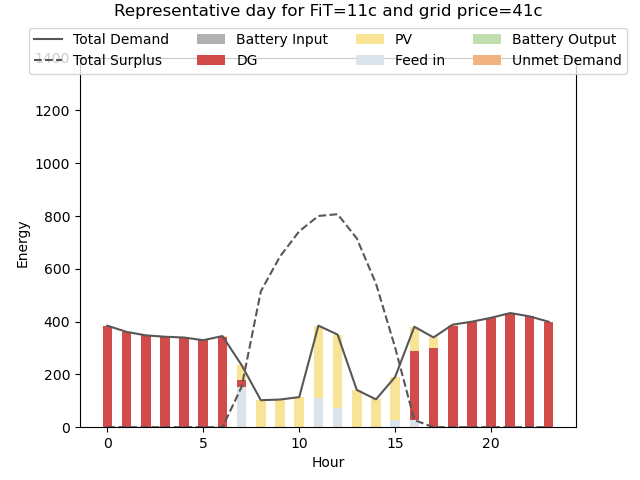 Representative day for FiT=11c and grid price=41c
Total Demand
Total Surplus
Battery Input
DG
PV
Feed in
Battery Output
Unmet Demand
1400
1200
1000
800
600
400
200
0
Energy
0 5 10 15 20
Hour